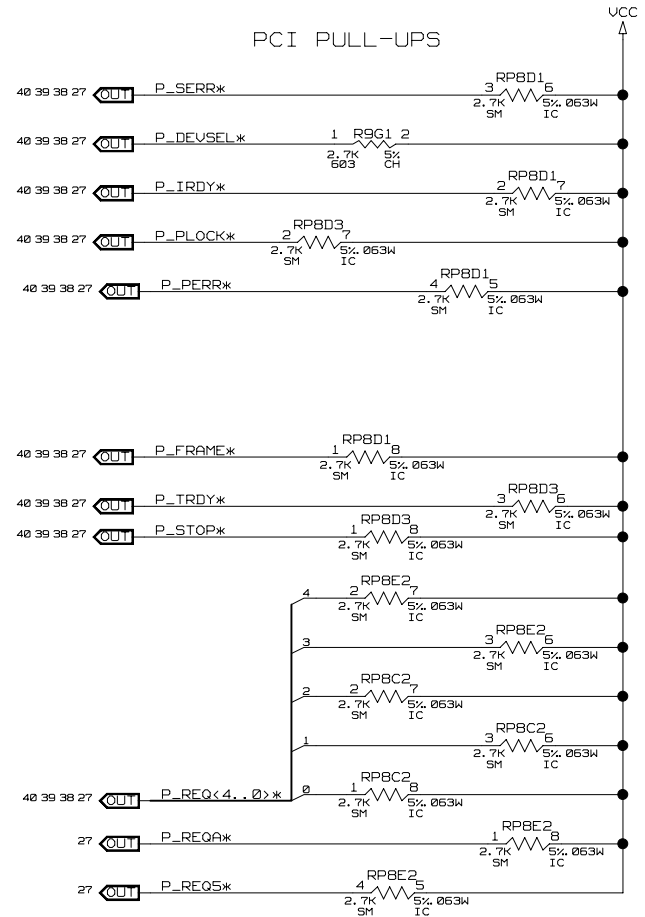 VCC
PCI PULL-UPS
40 39 38 27 OUT P_SERR* 3 RP8D1 6
2.7K 5%.063W
SM IC
40 39 38 27 OUT P_DEVSEL* 1 R9G1 2
2.7K 5%
603 CH
40 39 38 27 OUT P_IRDY* 2 RP8D1 7
2.7K 5%.063W
SM IC
40 39 38 27 OUT P_PLOCK* 2 RP8D3 7
2.7K 5%.063W
SM IC
40 39 38 27 OUT P_PERR* 4 RP8D1 5
2.7K 5%.063W
SM IC
40 39 38 27 OUT P_FRAME* 1 RP8D1 8
2.7K 5%.063W
SM IC
40 39 38 27 OUT P_TRDY* 3 RP8D3 6
2.7K 5%.063W
SM IC
40 39 38 27 OUT P_STOP* 1 RP8D3 8
2.7K 5%.063W
SM IC
4 2 RP8E2 7
2.7K 5%.063W
SM IC
3 3 RP8E2 6
2.7K 5%.063W
SM IC
2 2 RP8C2 7
2.7K 5%.063W
SM IC
1 3 RP8C2 6
2.7K 5%.063W
SM IC
40 39 38 27 OUT P_REQ<4..0>* 0 1 RP8C2 8
2.7K 5%.063W
SM IC
27 OUT P_REQA* 1 RP8E2 8
2.7K 5%.063W
SM IC
27 OUT P_REQ5* 4 RP8E2 5
2.7K 5%.063W
SM IC